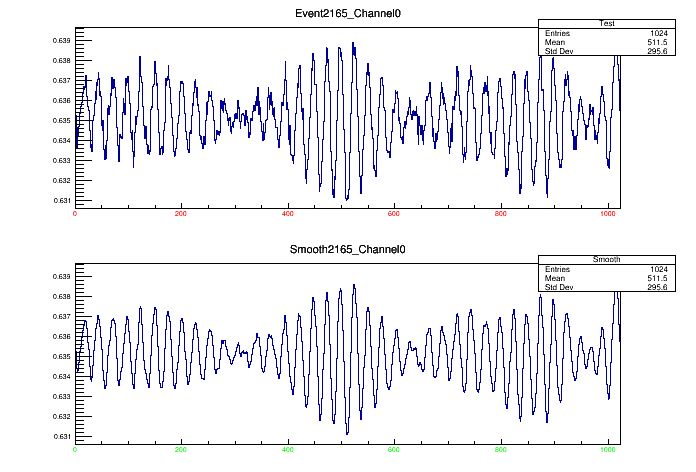 Event2165_Channel0
Test
Entries 1024
Mean 511.5
Std Dev 295.6
0.639
0.638
0.637
0.636
0.635
0.634
0.633
0.632
0.631
0 200 400 600 800 1000
Smooth2165_Channel0
Smooth
Entries 1024
Mean 511.5
Std Dev 295.6
0.639
0.638
0.637
0.636
0.635
0.634
0.633
0.632
0.631
0 200 400 600 800 1000